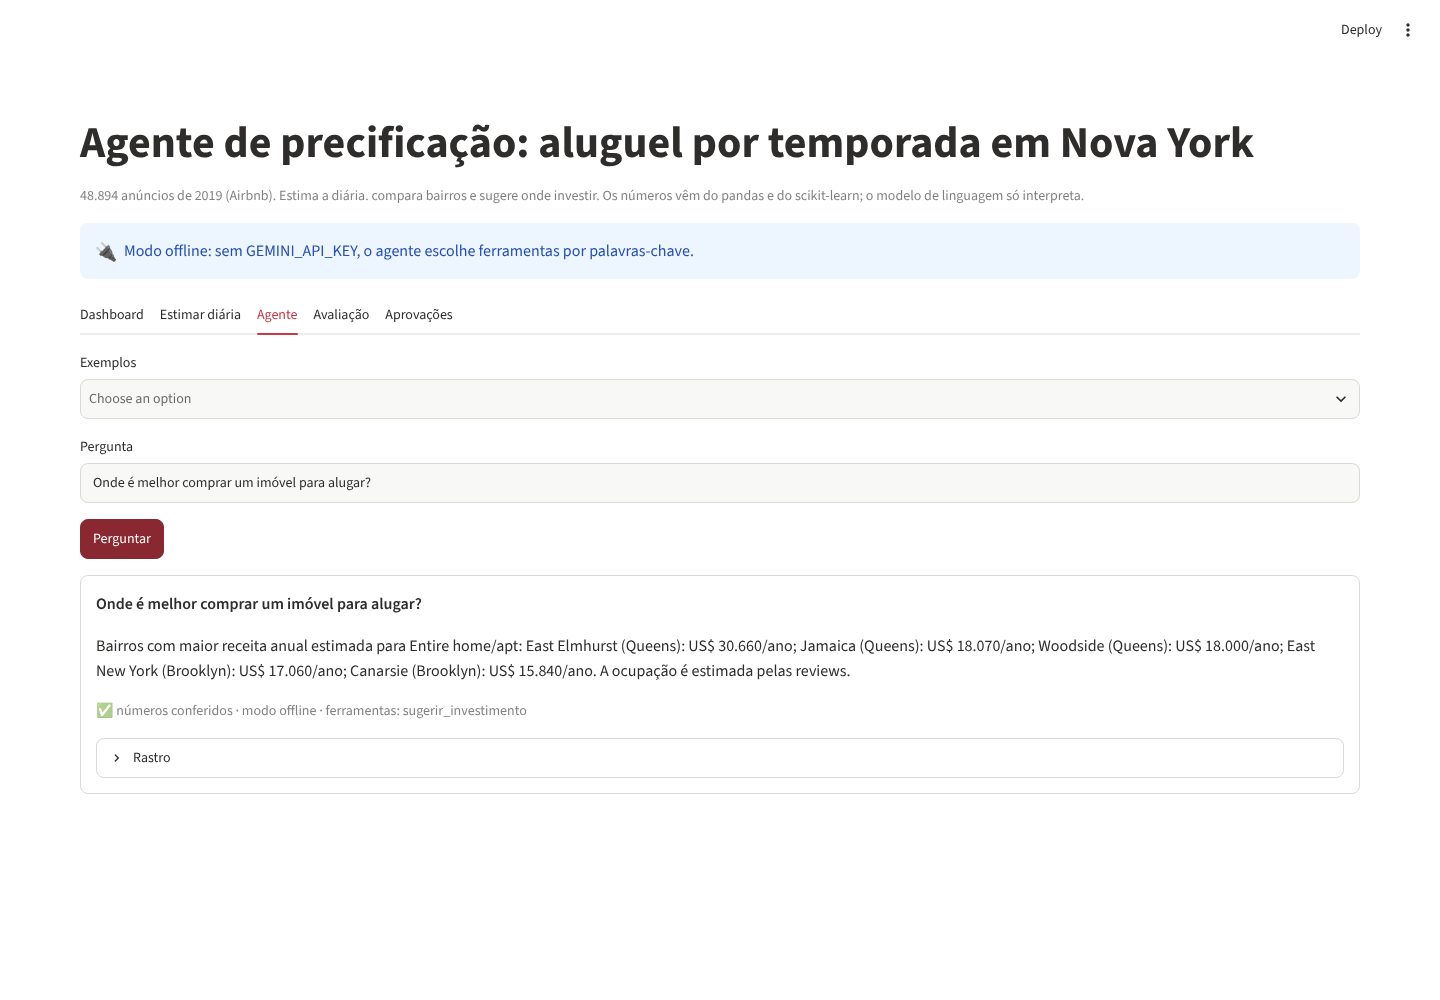 Deploy
Agente de precificação: aluguel por temporada em Nova York
48.894 anúncios de 2019 (Airbnb). Estima a diária. compara bairros e sugere onde investir. Os números vêm do pandas e do scikit-learn; o modelo de linguagem só interpreta.
Modo offline: sem GEMINI_API_KEY, o agente escolhe ferramentas por palavras-chave.
Dashboard Estimar diária Agente Avaliação Aprovações
Exemplos
Choose an option
Pergunta
Onde é melhor comprar um imóvel para alugar?
Perguntar
Onde é melhor comprar um imóvel para alugar?
Bairros com maior receita anual estimada para Entire home/apt: East Elmhurst (Queens): US$ 30.660/ano; Jamaica (Queens): US$ 18.070/ano; Woodside (Queens): US$ 18.000/ano; East
New York (Brooklyn): US$ 17.060/ano; Canarsie (Brooklyn): US$ 15.840/ano. A ocupação é estimada pelas reviews.
✅ números conferidos · modo offline · ferramentas: sugerir_investimento
Rastro